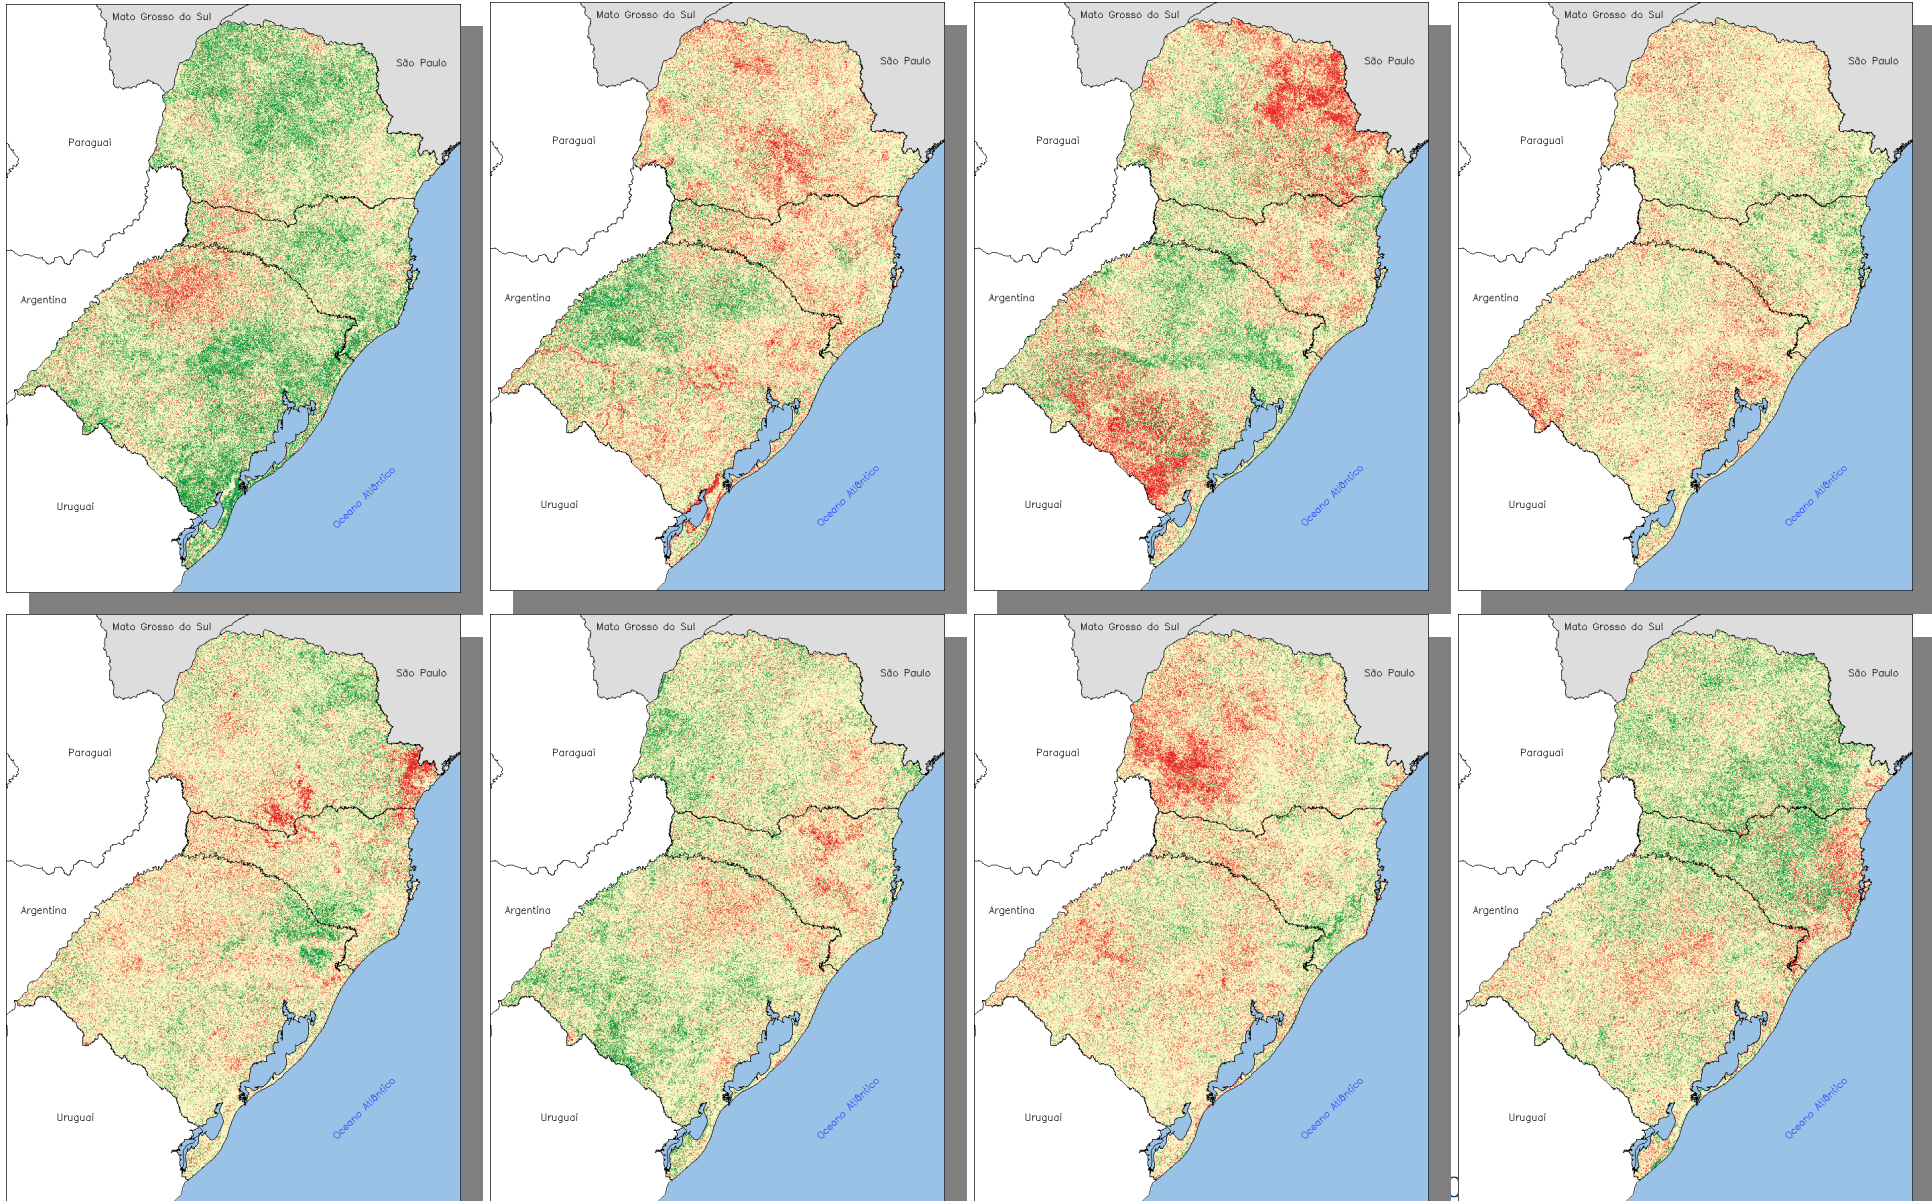 Mato Grosso do Sul
São Paulo
Paraguai
Argentina
Uruguai
Oceano Atlântico
Mato Grosso do Sul
São Paulo
Paraguai
Argentina
Uruguai
Oceano Atlântico
Mato Grosso do Sul
São Paulo
Paraguai
Argentina
Uruguai
Oceano Atlântico
Mato Grosso do Sul
São Paulo
Paraguai
Argentina
Uruguai
Oceano Atlântico
Mato Grosso do Sul
São Paulo
Paraguai
Argentina
Uruguai
Oceano Atlântico
Mato Grosso do Sul
São Paulo
Paraguai
Argentina
Uruguai
Oceano Atlântico
Mato Grosso do Sul
São Paulo
Paraguai
Argentina
Uruguai
Oceano Atlântico
Mato Grosso do Sul
São Paulo
Paraguai
Argentina
Uruguai
Oceano Atlântico